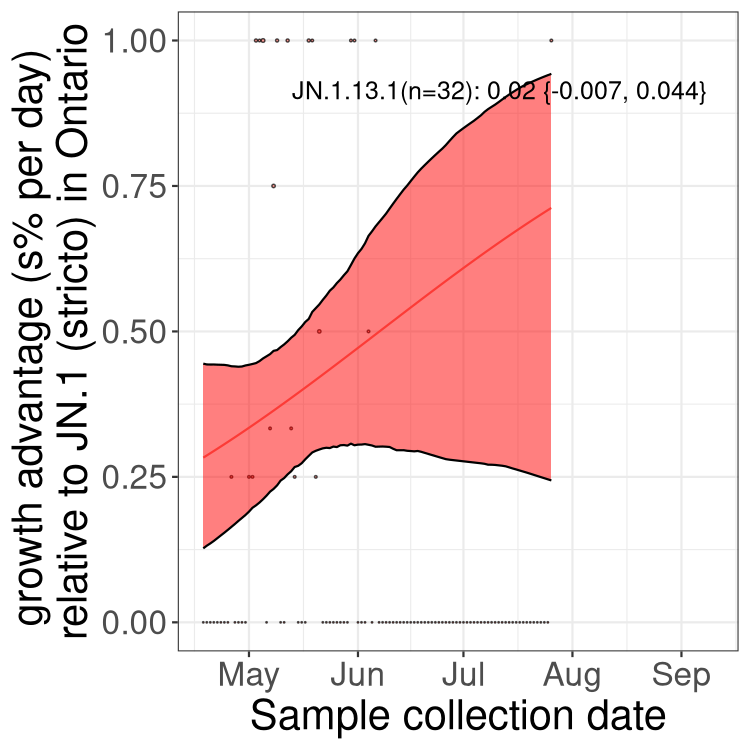 growth advantage (s% per day)
relative to JN.1 (stricto) in Ontario
1.00
0.75
0.50
0.25
0.00
JN.1.13.1(n=32): 0.02 {-0.007, 0.044}
May Jun Jul Aug Sep
Sample collection date